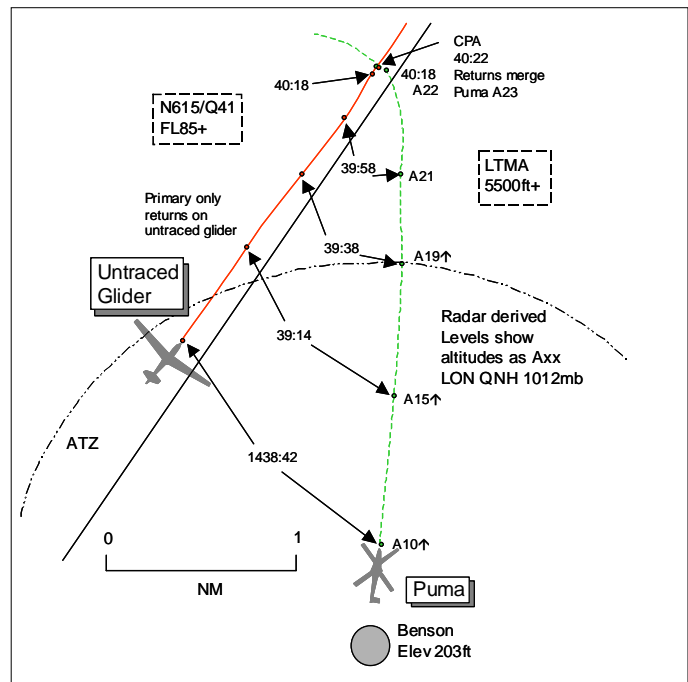 CPA
40:22
40:18
40:18
Returns merge
A22
Puma A23
N615/Q41
FL85+
LTMA
5500ft+
39:58
A21
Primary only
returns on
untraced glider
39:38
A19↑
Untraced
Glider
39:14
Radar derived
Levels show
altitudes as Axx
LON QNH 1012mb
A15↑
ATZ
1438:42
0
1
A10↑
NM
Puma
Benson
Elev 203ft